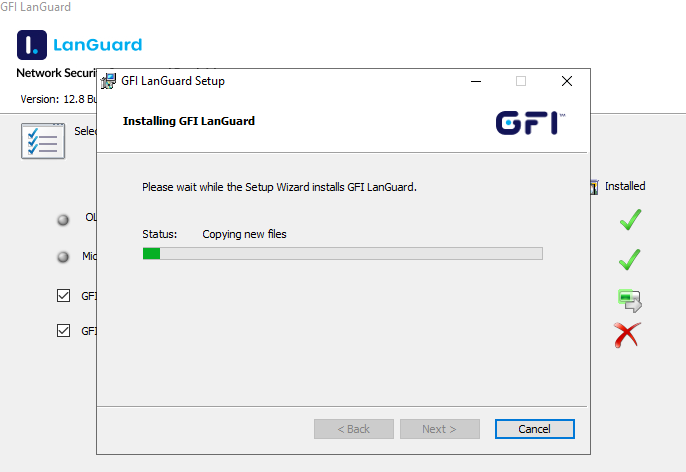 GFI LanGuard
LanGuard
Network Securi
Version: 12.8 Bu
Selec
Installed
OL
Mic
GFI
GFI
GFI LanGuard Setup
Installing GFI LanGuard
GFI™
Please wait while the Setup Wizard installs GFI LanGuard.
Status: Copying new files
< Back
Next >
Cancel